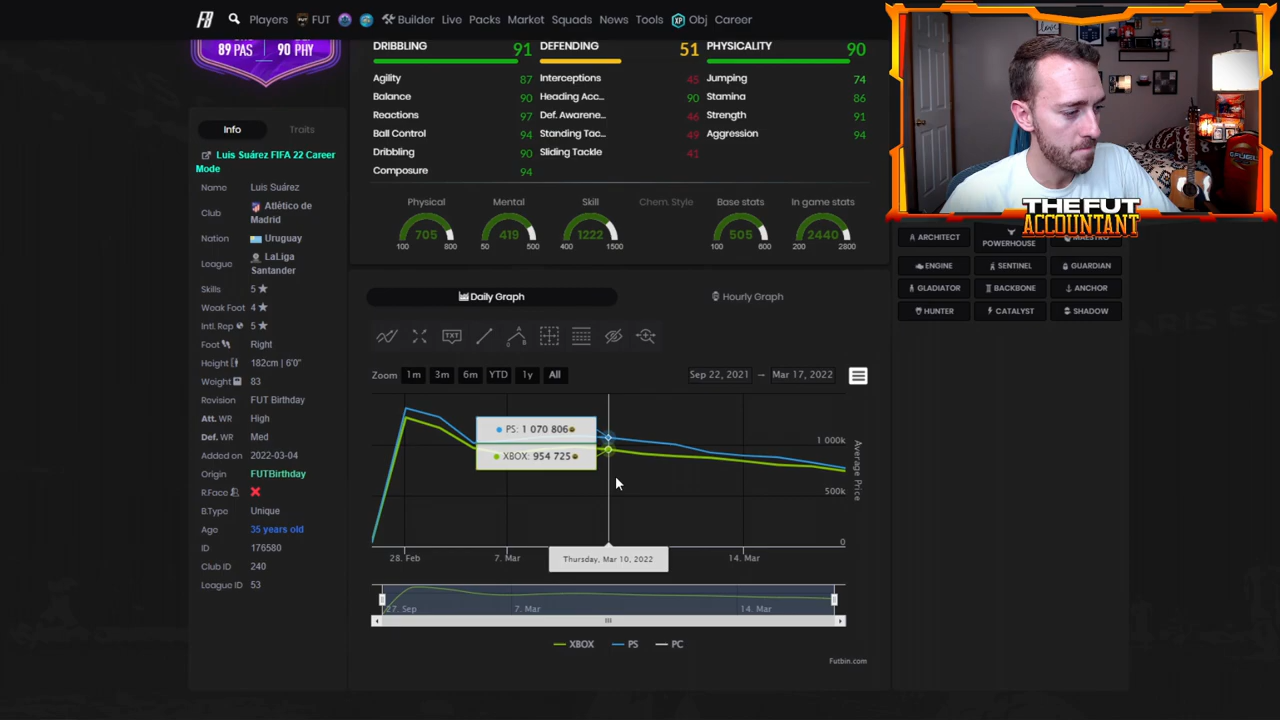 FB Players FUT Builder Live Packs Market Squads News Tools XP Obj Career
89 PAS 90 PHY
DRIBBLING 91 DEFENDING 51 PHYSICALITY 90
Agility 87 Interceptions 45 Jumping 74
Balance 90 Heading Acc... 90 Stamina 86
Reactions 97 Def. Awarene... 46 Strength 91
Ball Control 94 Standing Tac... 49 Aggression 94
Dribbling 90 Sliding Tackle 41
Composure 94
Physical Mental Skill Chem. Style Base stats In game stats
705 419 1222 505 2440
100 800 50 500 400 1500 100 600 200 2800
Info Traits
Luis Suárez FIFA 22 Career
Mode
Name Luis Suárez
Club Atlético de
Madrid
Nation Uruguay
League LaLiga
Santander
Skills 5
Weak Foot 4
Intl. Rep 5
Foot Right
Height 182cm | 6'0"
Weight 83
Revision FUT Birthday
Att. WR High
Def. WR Med
Added on 2022-03-04
Origin FUTBirthday
R.Face
B.Type Unique
Age 35 years old
ID 176580
Club ID 240
League ID 53
Daily Graph Hourly Graph
TXT
Zoom 1m 3m 6m YTD 1y All Sep 22, 2021 → Mar 17, 2022
PS: 1 070 806
XBOX: 954 725
1 000k
500k
0
Average Price
28. Feb 7. Mar Thursday, Mar 10, 2022 14. Mar
27. Sep 7. Mar 14. Mar
XBOX PS PC
Futbin.com
THE FUT
ACCOUNTANT
GFUEL
ARCHITECT POWERHOUSE MAESTRO
ENGINE SENTINEL GUARDIAN
GLADIATOR BACKBONE ANCHOR
HUNTER CATALYST SHADOW